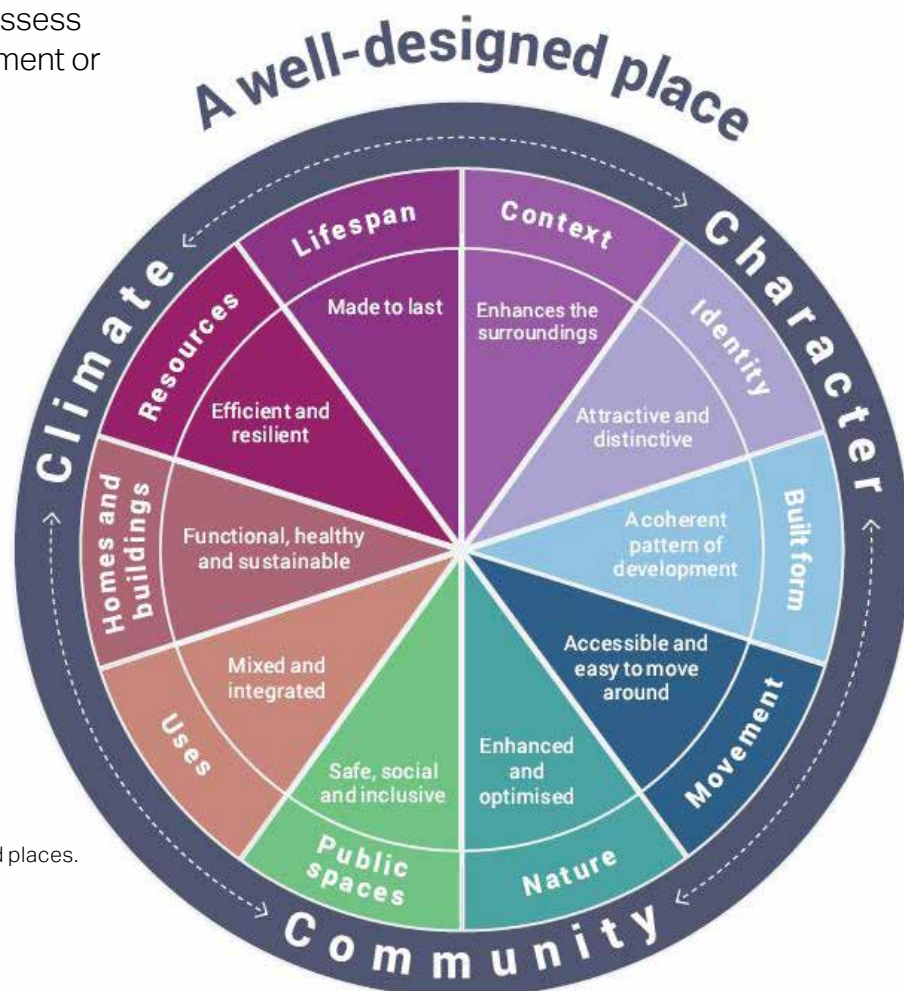 ssess
ment or
A well-designed place
Climate
Character
Community
Context
Enhances the
surroundings
Identity
Attractive and
distinctive
Built form
A coherent
pattern of
development
Movement
Accessible and
easy to move
around
Nature
Enhanced
and
optimised
Public
spaces
Safe, social
and inclusive
Uses
Mixed and
integrated
Homes and
buildings
Functional, healthy
and sustainable
Resources
Efficient and
resilient
Lifespan
Made to last
d places.